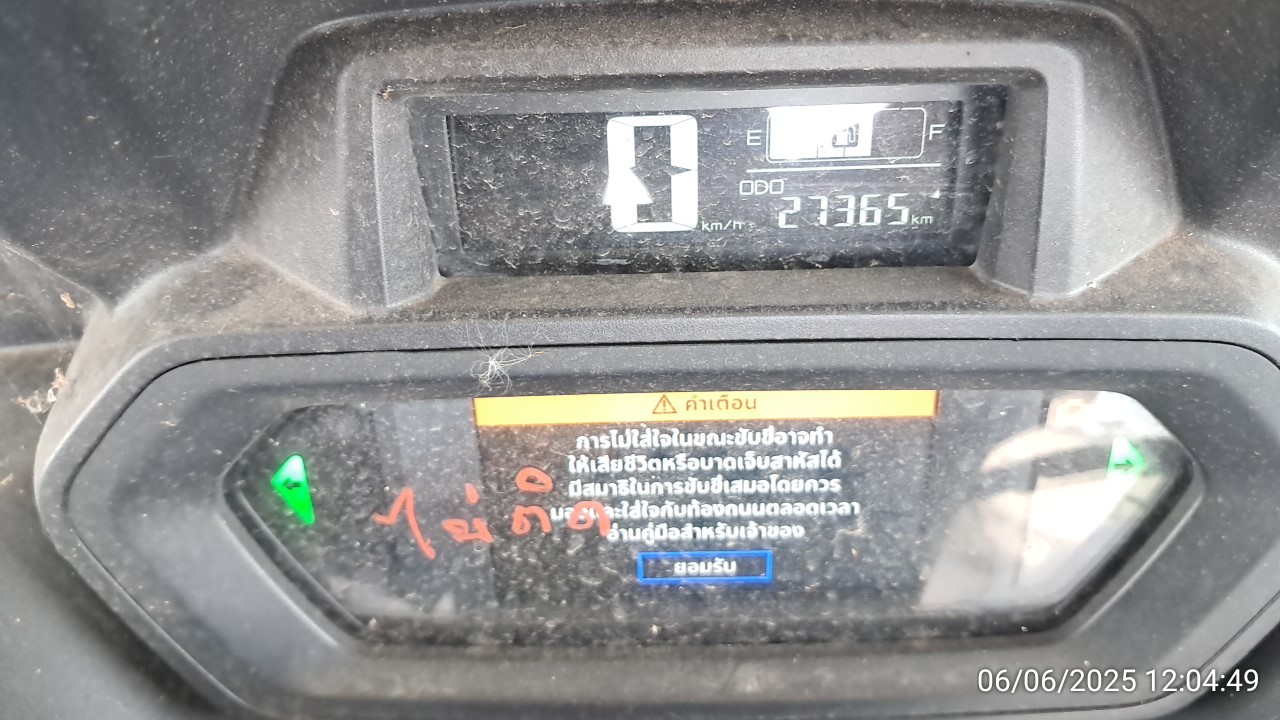 E F
ODO
0 km/h 27365 km
⚠ คำเตือน
การไม่ใส่ใจในขณะขับขี่อาจทำ
ให้เสียชีวิตหรือบาดเจ็บสาหัสได้
มีสมาธิในการขับขี่เสมอโดยควร
ใส่ใจกับท้องถนนตลอดเวลา
อ่านคู่มือสำหรับเจ้าของ
ยอมรับ
ไม่ติด
06/06/2025 12:04:49